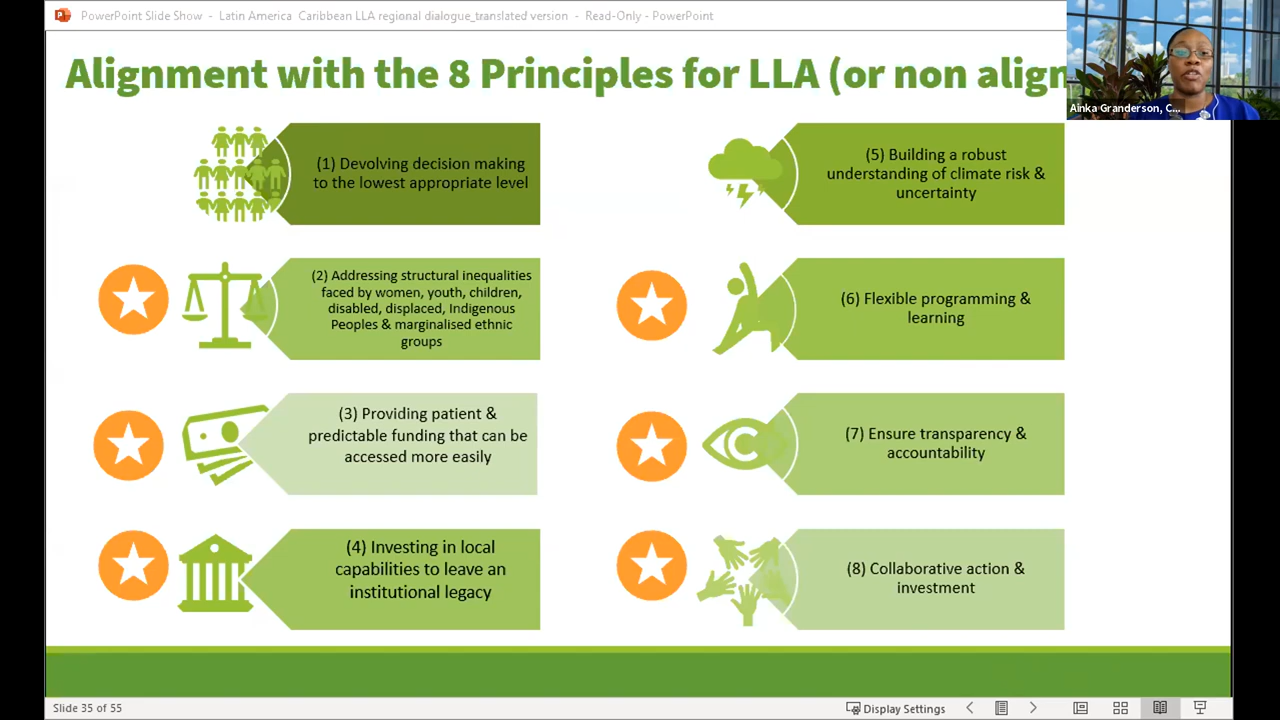 PowerPoint Slide Show - Latin America Caribbean LLA regional dialogue_translated version - Read-Only - PowerPoint
Alignment with the 8 Principles for LLA (or non align
Ainka Granderson, C...
(1) Devolving decision making
to the lowest appropriate level
(2) Addressing structural inequalities
faced by women, youth, children,
disabled, displaced, Indigenous
Peoples & marginalised ethnic
groups
(3) Providing patient &
predictable funding that can be
accessed more easily
(4) Investing in local
capabilities to leave an
institutional legacy
(5) Building a robust
understanding of climate risk &
uncertainty
(6) Flexible programming &
learning
(7) Ensure transparency &
accountability
(8) Collaborative action &
investment
Slide 35 of 55
Display Settings